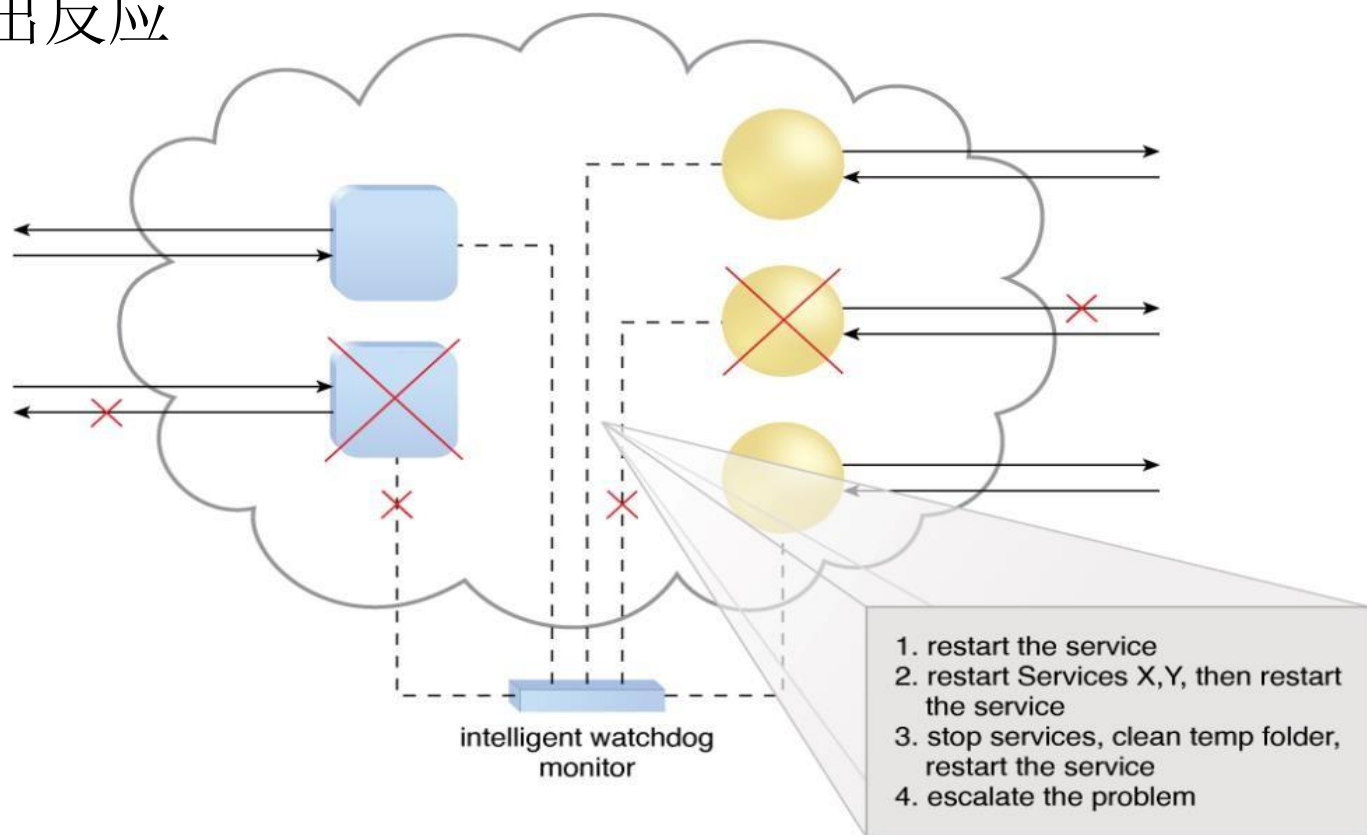 出反应
intelligent watchdog
monitor
1. restart the service
2. restart Services X,Y, then restart
the service
3. stop services, clean temp folder,
restart the service
4. escalate the problem